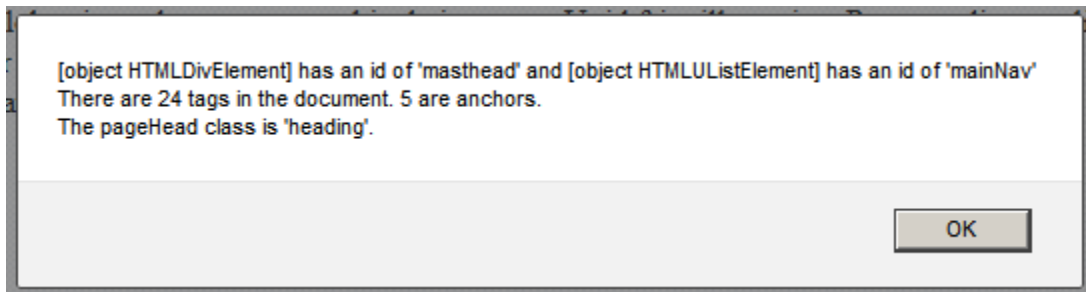 [object HTMLDivElement] has an id of 'masthead' and [object HTMLUListElement] has an id of 'mainNav'
There are 24 tags in the document. 5 are anchors.
The pageHead class is 'heading'.
OK